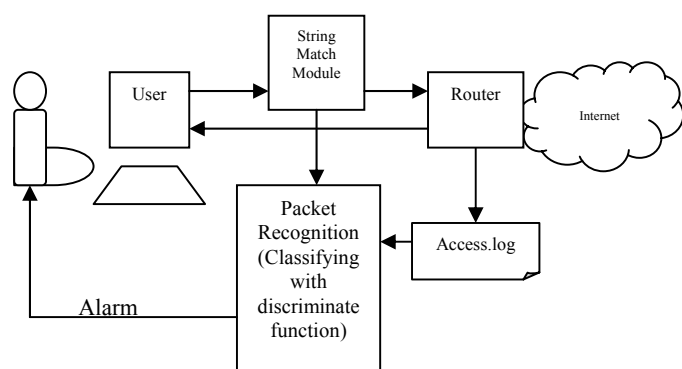 String
Match
Module
User
Router
Internet
Packet
Recognition
(Classifying
with
discriminate
function)
Access.log
Alarm